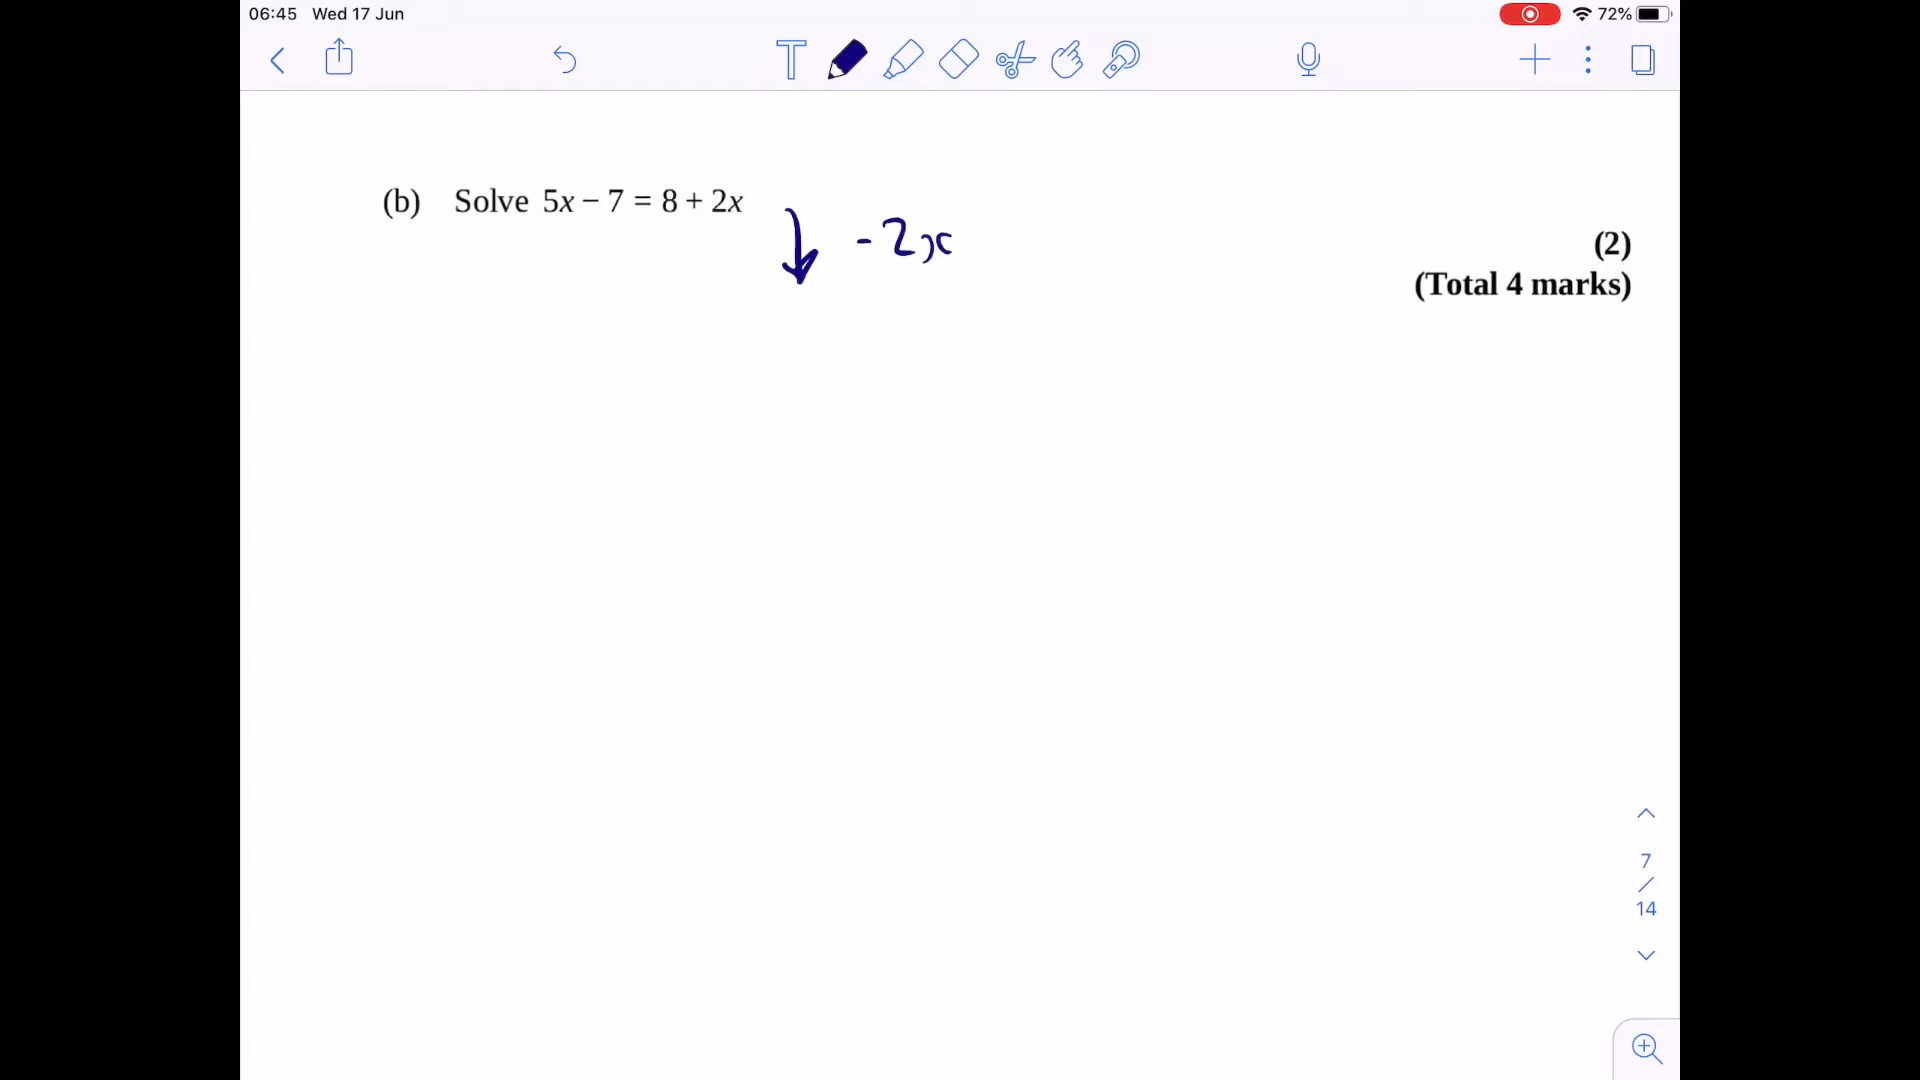 06:45 Wed 17 Jun 72%
T
(b) Solve 5x − 7 = 8 + 2x
- 2x
(2)
(Total 4 marks)
7
/
14